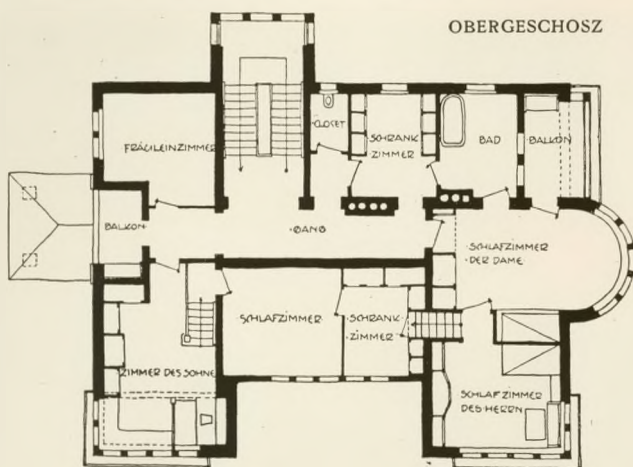 OBERGESCHOSZ
FRÄULEINZIMMER
CLOSET
SCHRANK
ZIMMER
BAD
BALKON
BALKON
GANG
SCHLAFZIMMER
DER DAME
SCHLAFZIMMER
SCHRANK
ZIMMER
ZIMMER DES SOHNES
SCHLAFZIMMER
DES HERRN